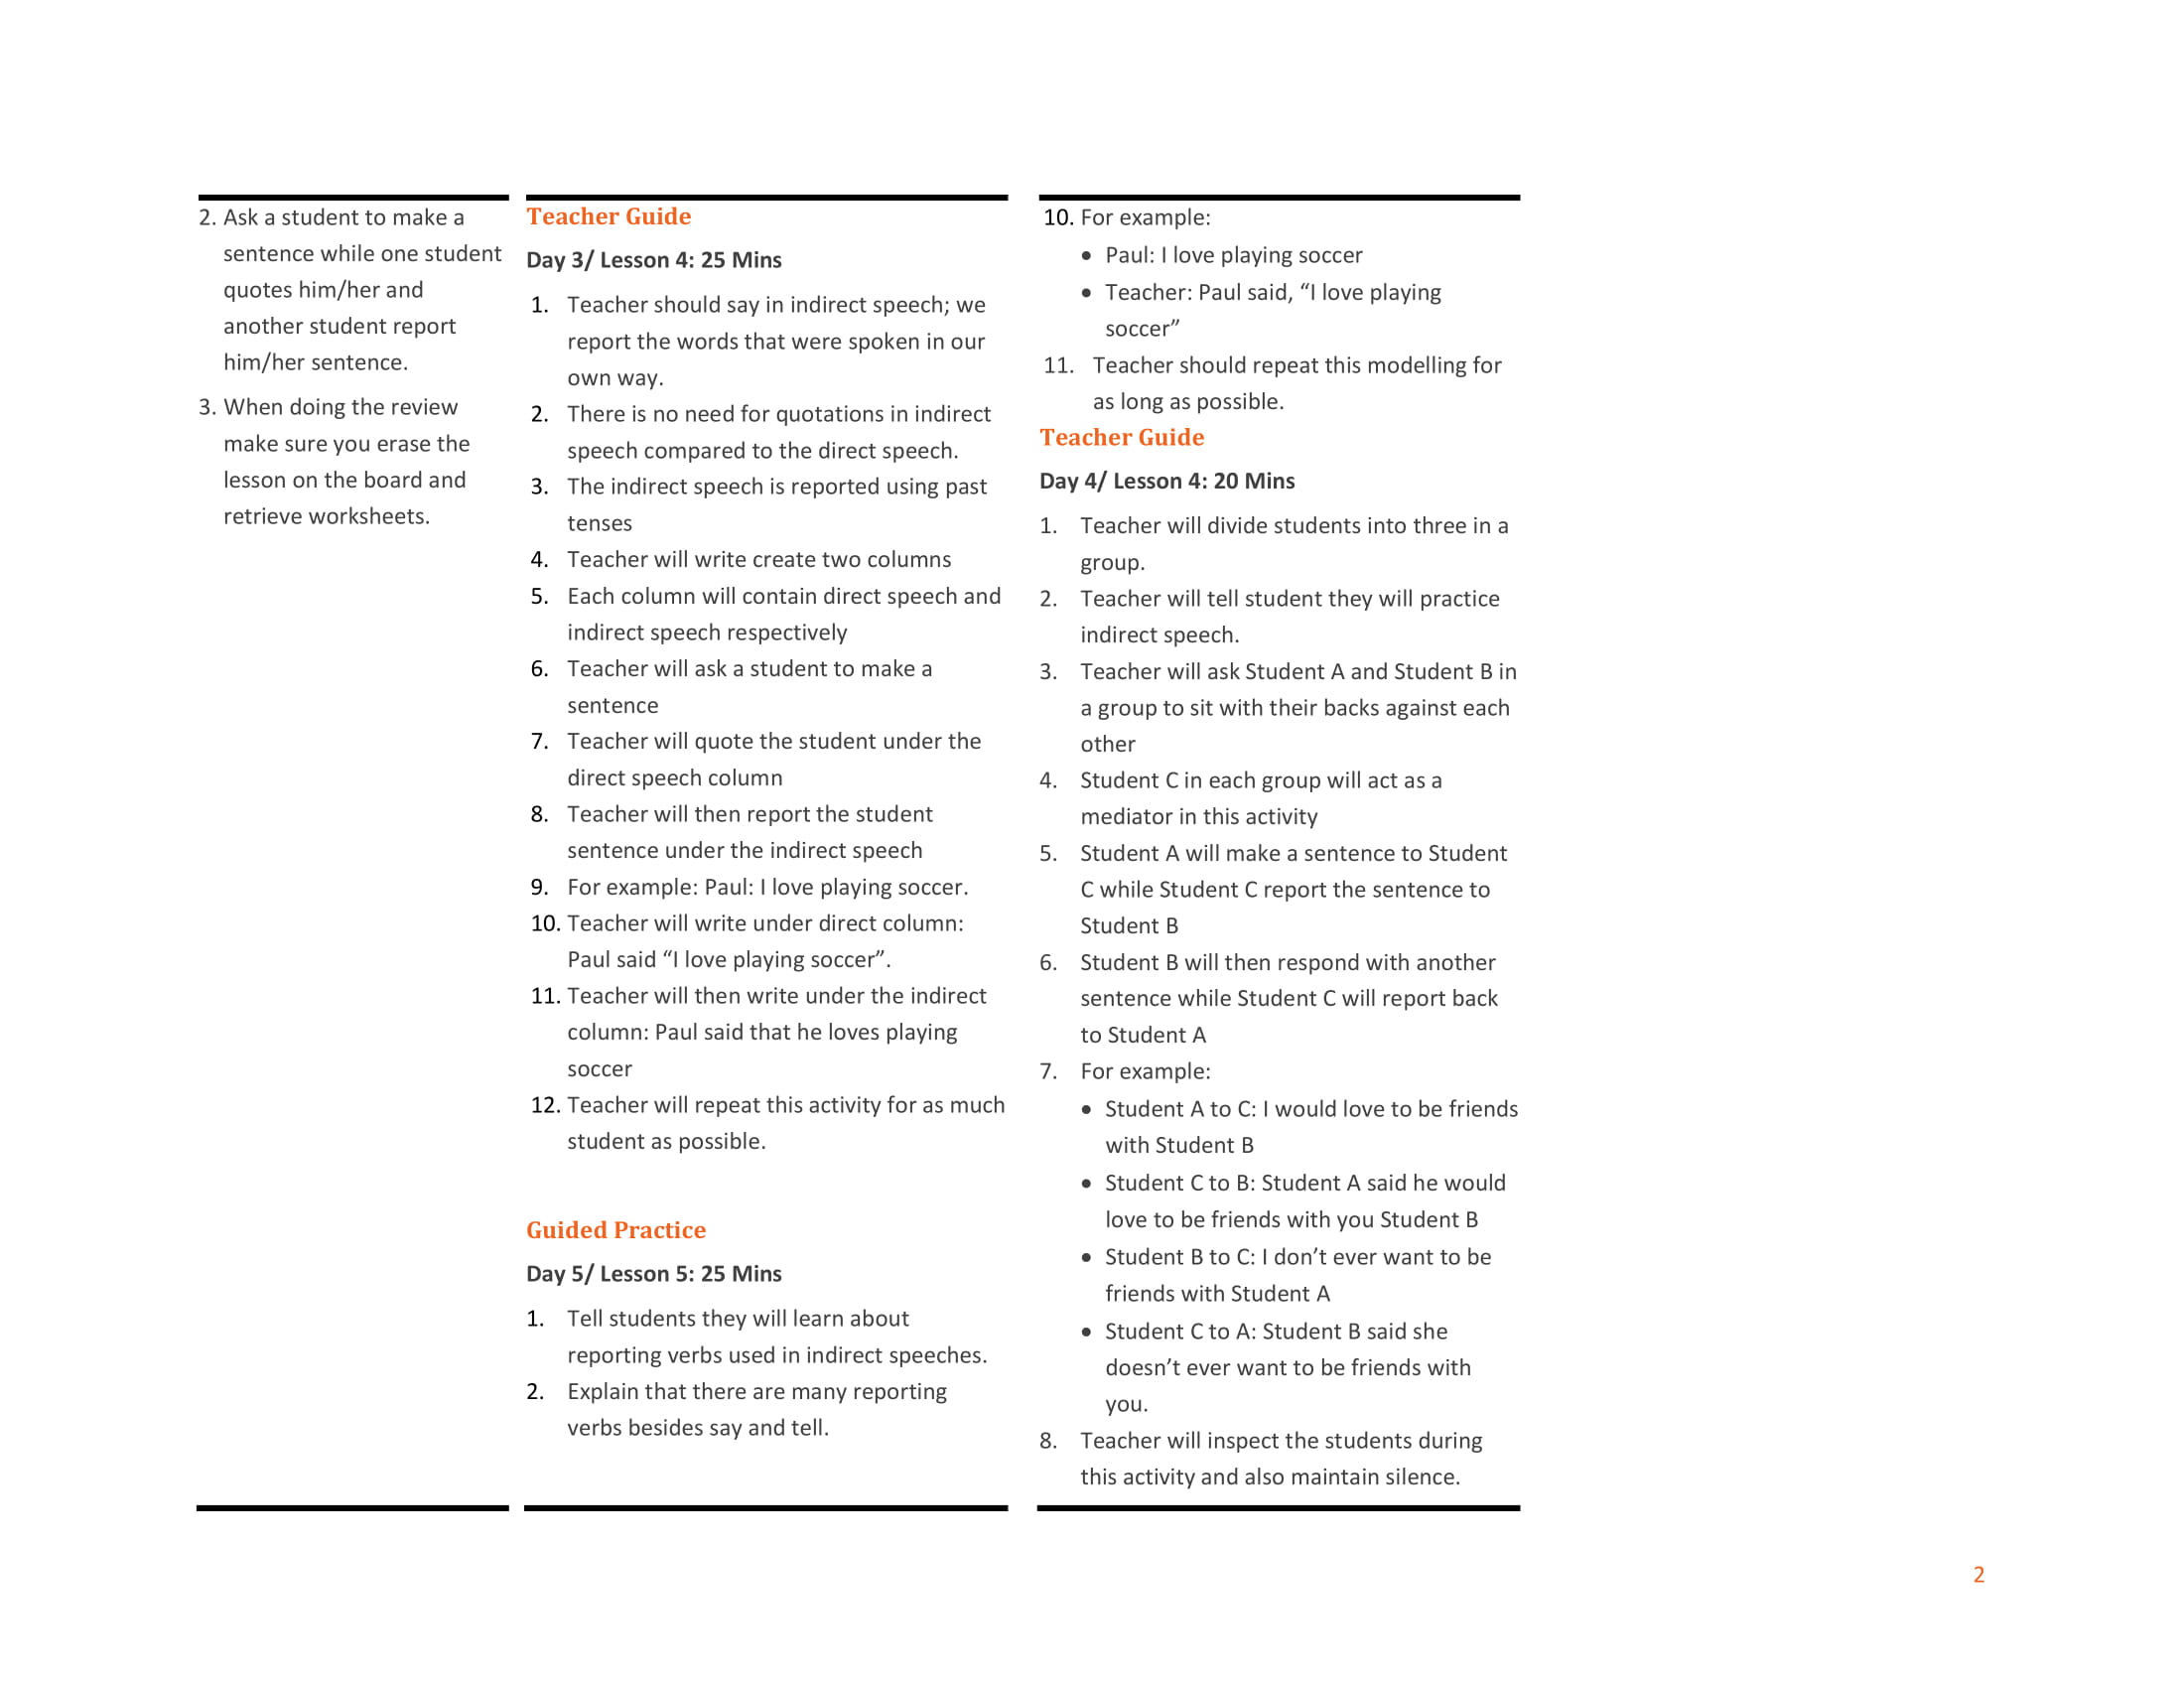 2. Ask a student to make a
sentence while one student
quotes him/her and
another student report
him/her sentence.
3. When doing the review
make sure you erase the
lesson on the board and
retrieve worksheets.
Teacher Guide
Day 3/ Lesson 4: 25 Mins
1. Teacher should say in indirect speech; we
report the words that were spoken in our
own way.
2. There is no need for quotations in indirect
speech compared to the direct speech.
3. The indirect speech is reported using past
tenses
4. Teacher will write create two columns
5. Each column will contain direct speech and
indirect speech respectively
6. Teacher will ask a student to make a
sentence
7. Teacher will quote the student under the
direct speech column
8. Teacher will then report the student
sentence under the indirect speech
9. For example: Paul: I love playing soccer.
10. Teacher will write under direct column:
Paul said “I love playing soccer”.
11. Teacher will then write under the indirect
column: Paul said that he loves playing
soccer
12. Teacher will repeat this activity for as much
student as possible.
Guided Practice
Day 5/ Lesson 5: 25 Mins
1. Tell students they will learn about
reporting verbs used in indirect speeches.
2. Explain that there are many reporting
verbs besides say and tell.
10. For example:
• Paul: I love playing soccer
• Teacher: Paul said, “I love playing
soccer”
11. Teacher should repeat this modelling for
as long as possible.
Teacher Guide
Day 4/ Lesson 4: 20 Mins
1. Teacher will divide students into three in a
group.
2. Teacher will tell student they will practice
indirect speech.
3. Teacher will ask Student A and Student B in
a group to sit with their backs against each
other
4. Student C in each group will act as a
mediator in this activity
5. Student A will make a sentence to Student
C while Student C report the sentence to
Student B
6. Student B will then respond with another
sentence while Student C will report back
to Student A
7. For example:
• Student A to C: I would love to be friends
with Student B
• Student C to B: Student A said he would
love to be friends with you Student B
• Student B to C: I don’t ever want to be
friends with Student A
• Student C to A: Student B said she
doesn’t ever want to be friends with
you.
8. Teacher will inspect the students during
this activity and also maintain silence.
2